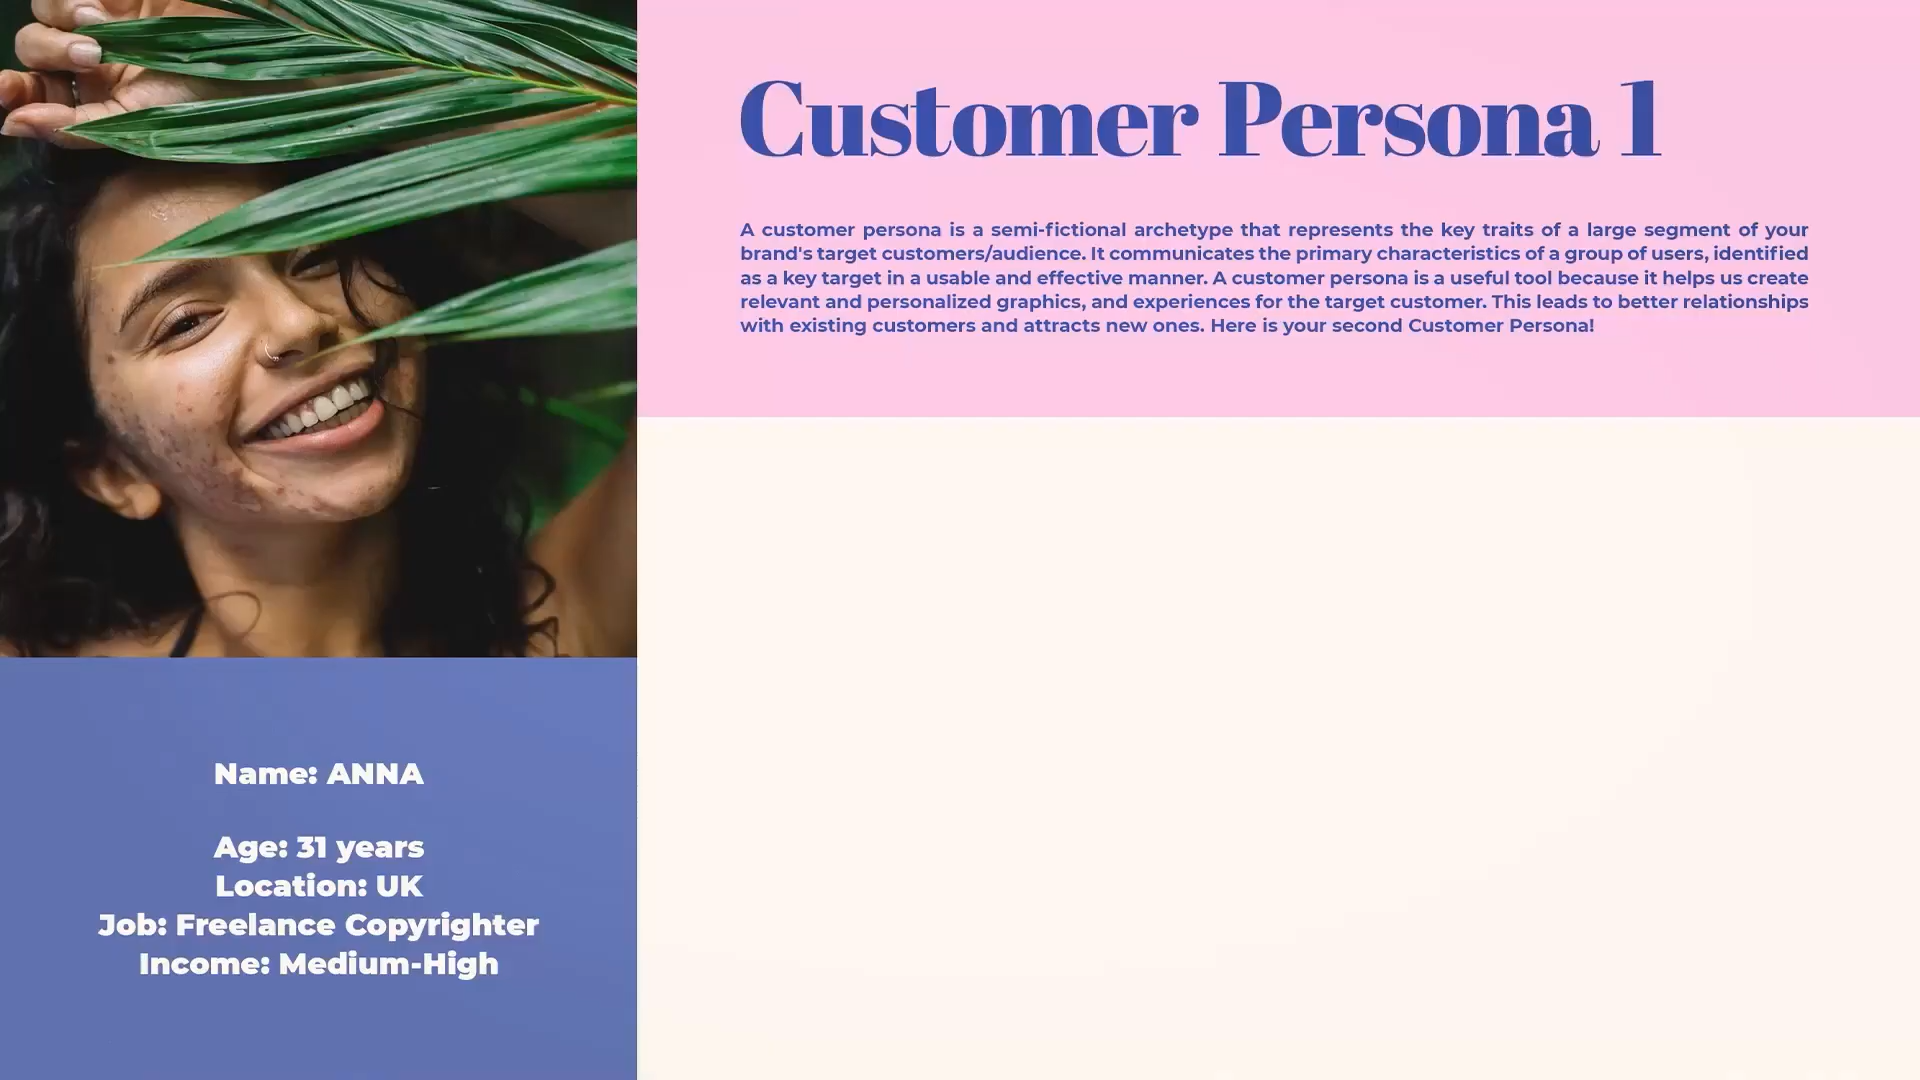 Customer Persona 1
A customer persona is a semi-fictional archetype that represents the key traits of a large segment of your
brand's target customers/audience. It communicates the primary characteristics of a group of users, identified
as a key target in a usable and effective manner. A customer persona is a useful tool because it helps us create
relevant and personalized graphics, and experiences for the target customer. This leads to better relationships
with existing customers and attracts new ones. Here is your second Customer Persona!
Name: ANNA
Age: 31 years
Location: UK
Job: Freelance Copyrighter
Income: Medium-High